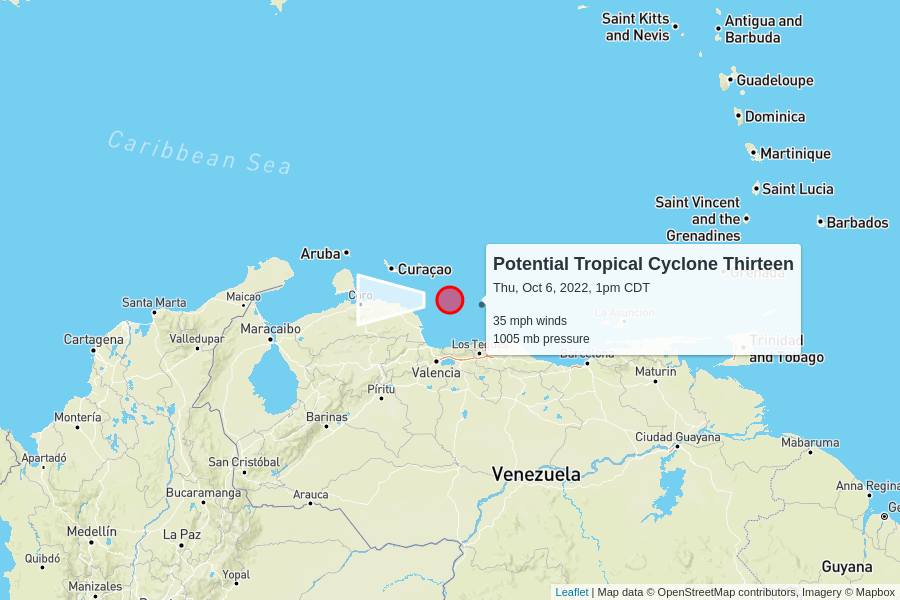 Saint Kitts
and Nevis
Antigua and
Barbuda
Guadeloupe
Dominica
Caribbean Sea
Martinique
Saint Lucia
Saint Vincent
and the
Grenadines
Barbados
Aruba
Curaçao
Potential Tropical Cyclone Thirteen
Grenada
Thu, Oct 6, 2022, 1pm CDT
Coro
Maicao
Santa Marta
35 mph winds
La Asunción
1005 mb pressure
Maracaibo
Cartagena
Valledupar
Los Te
Trinidad
and Tobago
Barcelona
Valencia
Maturin
Píritu
Montería
Barinas
Ciudad Guayana
Mabaruma
Apartadó
San Cristóbal
Venezuela
Bucaramanga
Arauca
Anna Regina
Ge
Medellín
La Paz
Quibdó
Guyana
Yopal
Manizales
Leaflet | Map data © OpenStreetMap contributors, Imagery © Mapbox